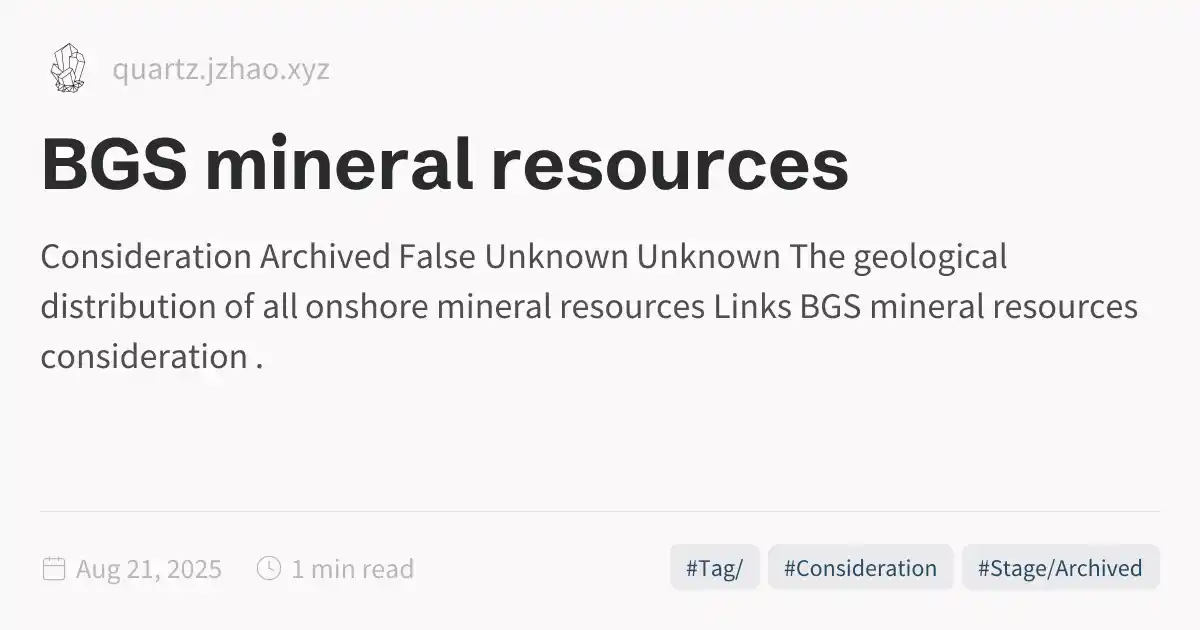 quartz.jzhao.xyz
BGS mineral resources
Consideration Archived False Unknown Unknown The geological
distribution of all onshore mineral resources Links BGS mineral resources
consideration .
Aug 21, 2025 1 min read #Tag/ #Consideration #Stage/Archived